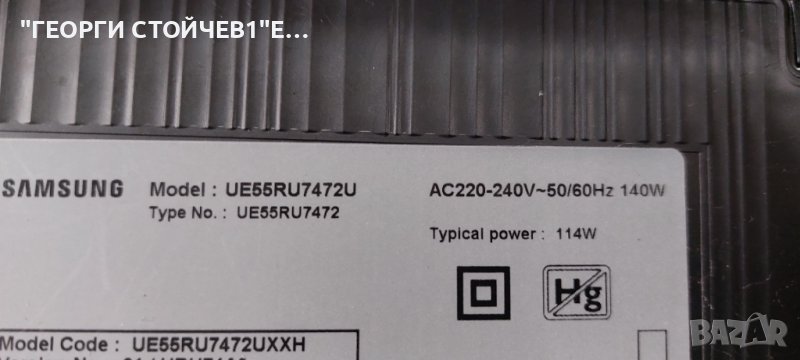 "ГЕОРГИ СТОЙЧЕВ1"Е...
SAMSUNG Model : UE55RU7472U AC220-240V~50/60Hz 140W
Type No. : UE55RU7472
Typical power : 114W
Hg
Model Code : UE55RU7472UXXH
BAZAR